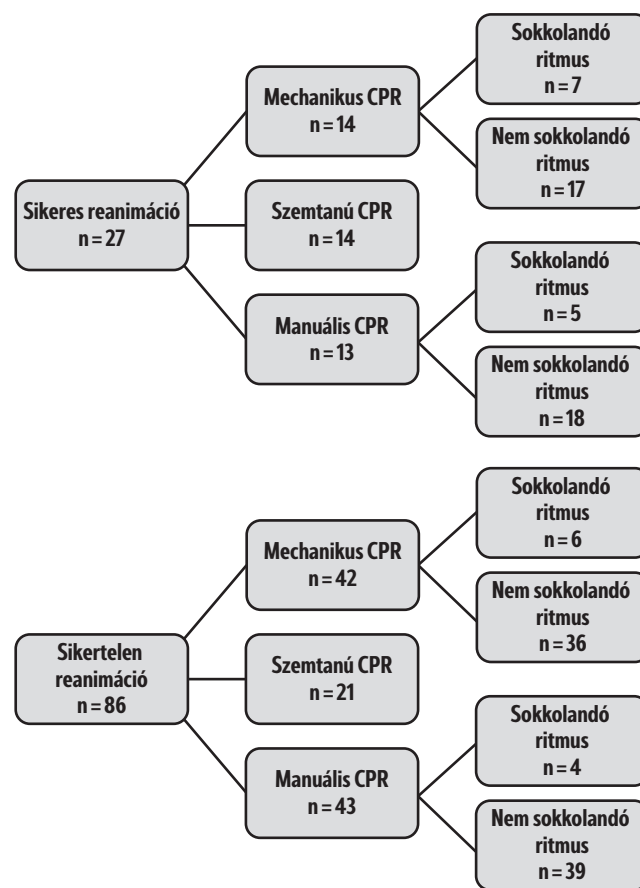 Sikeres reanimáció
n = 27
Mechanikus CPR
n = 14
Szemtanú CPR
n = 14
Manuális CPR
n = 13
Sokkolandó
ritmus
n = 7
Nem sokkolandó
ritmus
n = 17
Sokkolandó
ritmus
n = 5
Nem sokkolandó
ritmus
n = 18
Sikertelen
reanimáció
n = 86
Mechanikus CPR
n = 42
Szemtanú CPR
n = 21
Manuális CPR
n = 43
Sokkolandó
ritmus
n = 6
Nem sokkolandó
ritmus
n = 36
Sokkolandó
ritmus
n = 4
Nem sokkolandó
ritmus
n = 39